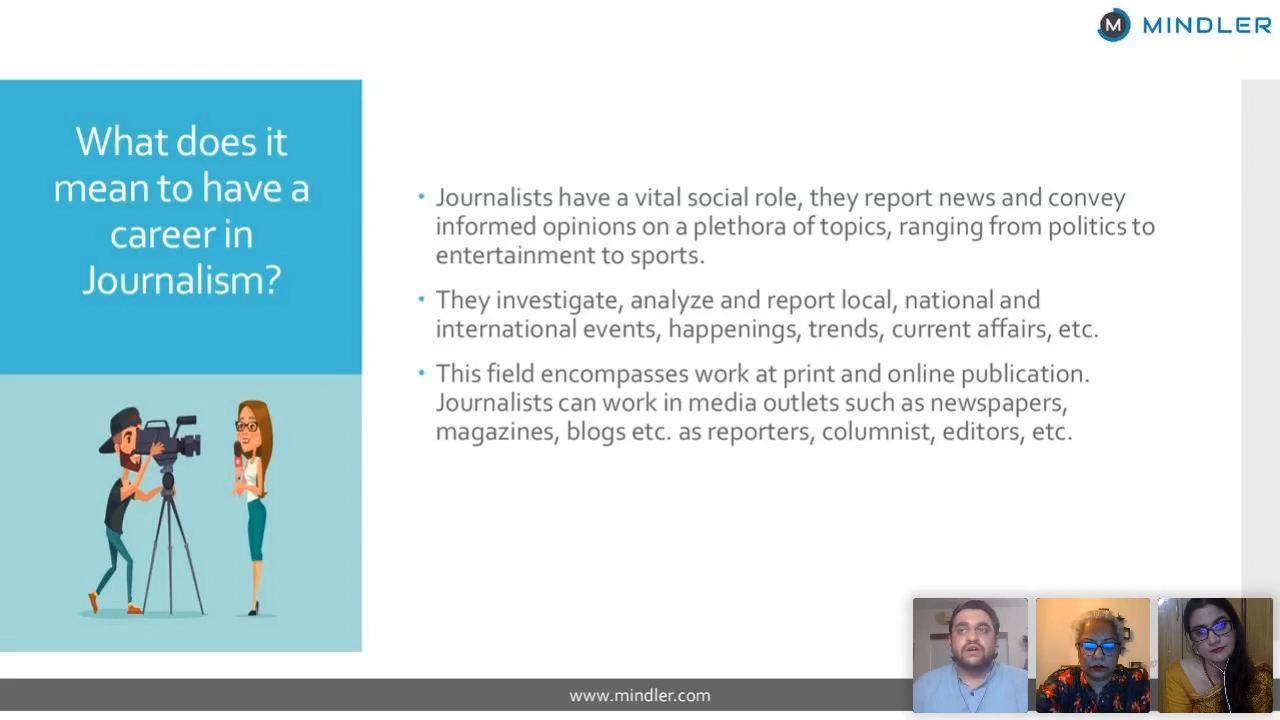 M MINDLER
What does it
mean to have a
career in
Journalism?
• Journalists have a vital social role, they report news and convey
informed opinions on a plethora of topics, ranging from politics to
entertainment to sports.
• They investigate, analyze and report local, national and
international events, happenings, trends, current affairs, etc.
• This field encompasses work at print and online publication.
Journalists can work in media outlets such as newspapers,
magazines, blogs etc. as reporters, columnist, editors, etc.
www.mindler.com